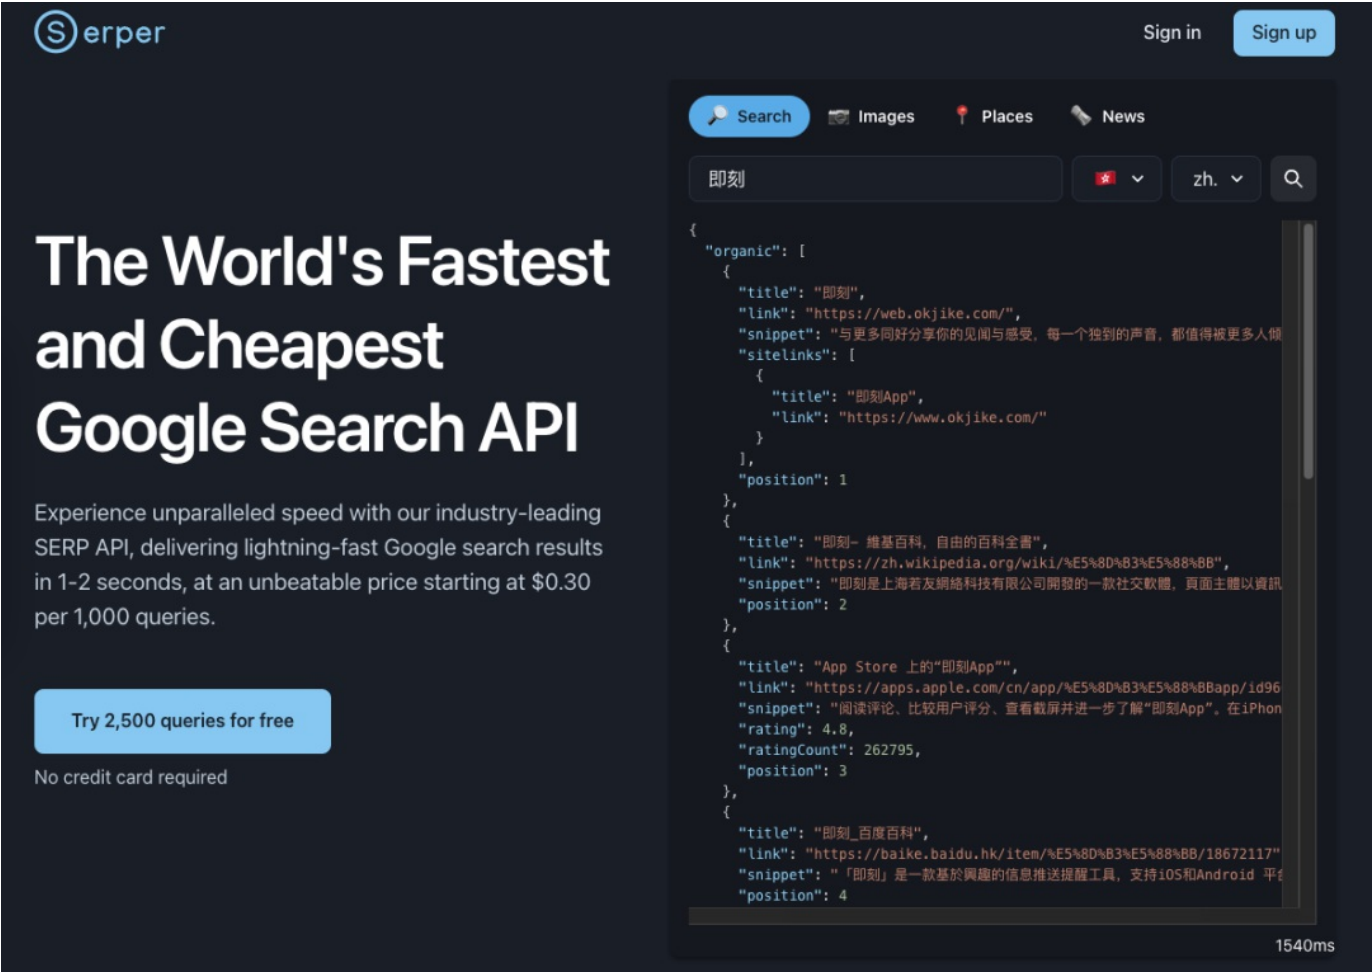 Serper
Sign in
Sign up
The World's Fastest
and Cheapest
Google Search API
Experience unparalleled speed with our industry-leading
SERP API, delivering lightning-fast Google search results
in 1-2 seconds, at an unbeatable price starting at $0.30
per 1,000 queries.
Try 2,500 queries for free
No credit card required
Search
Images
Places
News
即刻
zh.
{
"organic": [
{
"title": "即刻",
"link": "https://web.okjike.com/",
"snippet": "与更多同好分享你的见闻与感受，每一个独到的声音，都值得被更多人倾
"sitelinks": [
{
"title": "即刻App",
"link": "https://www.okjike.com/"
}
],
"position": 1
},
{
"title": "即刻- 維基百科，自由的百科全書",
"link": "https://zh.wikipedia.org/wiki/%E5%8D%B3%E5%88%BB",
"snippet": "即刻是上海若友網絡科技有限公司開發的一款社交軟體，頁面主體以資訊
"position": 2
},
{
"title": "App Store 上的“即刻App”",
"link": "https://apps.apple.com/cn/app/%E5%8D%B3%E5%88%BBapp/id96
"snippet": "阅读评论、比较用户评分、查看截屏并进一步了解“即刻App”。在iPhon
"rating": 4.8,
"ratingCount": 262795,
"position": 3
},
{
"title": "即刻_百度百科",
"link": "https://baike.baidu.hk/item/%E5%8D%B3%E5%88%BB/18672117"
"snippet": "「即刻」是一款基於興趣的信息推送提醒工具，支持iOS和Android 平台
"position": 4
1540ms